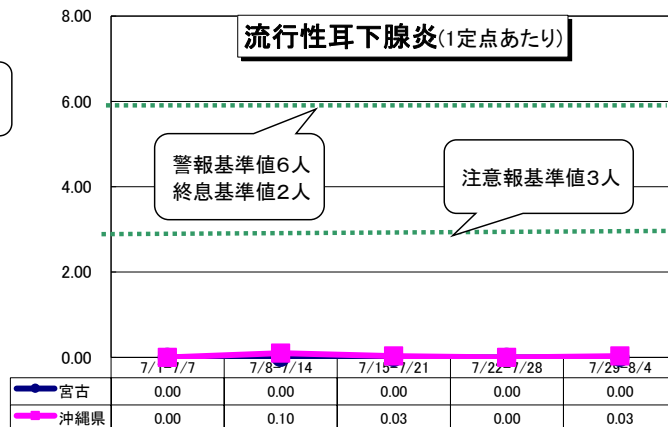 流行性耳下腺炎(1定点あたり)
8.00
6.00
4.00
2.00
0.00
警報基準値6人
終息基準値2人
注意報基準値3人
7/1-7/7 7/8-7/14 7/15-7/21 7/22-7/28 7/29-8/4
宮古 0.00 0.00 0.00 0.00 0.00
沖縄県 0.00 0.10 0.03 0.00 0.03